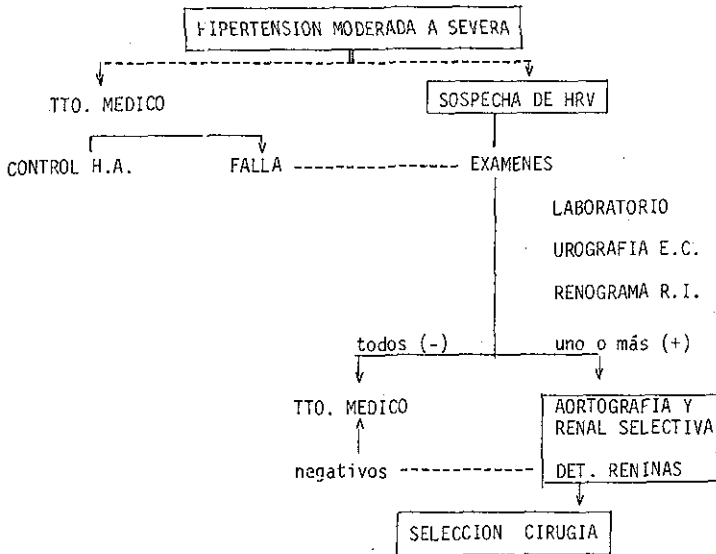 HIPERTENSION MODERADA A SEVERA
TTO. MEDICO
SOSPECHA DE HRV
CONTROL H.A.
FALLA
EXAMENES
LABORATORIO
UROGRAFIA E.C.
RENOGRAMA R.I.
todos (-)
uno o más (+)
TTO. MEDICO
AORTOGRAFIA Y
RENAL SELECTIVA
negativos
DET. RENINAS
SELECCION CIRUGIA